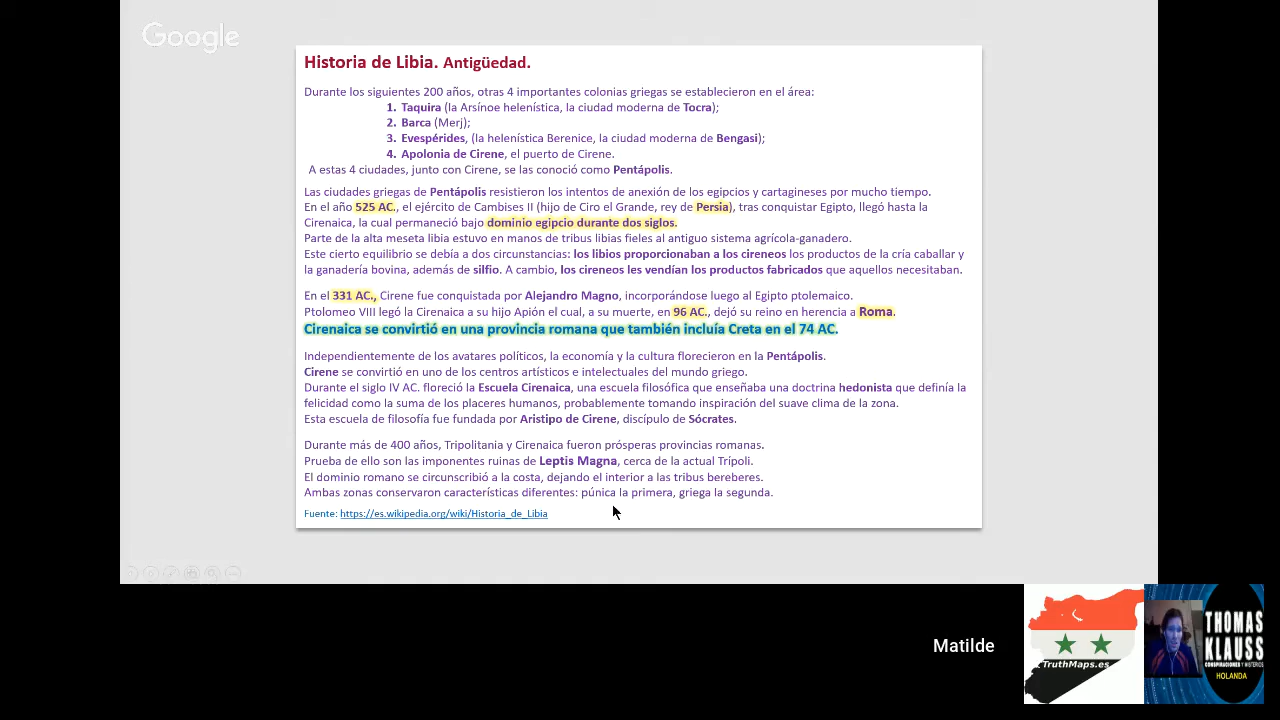 Google
Historia de Libia. Antigüedad.
Durante los siguientes 200 años, otras 4 importantes colonias griegas se establecieron en el área:
1. Taquira (la Arsínoe helenística, la ciudad moderna de Tocra);
2. Barca (Merj);
3. Evespérides, (la helenística Berenice, la ciudad moderna de Bengasi);
4. Apolonia de Cirene, el puerto de Cirene.
A estas 4 ciudades, junto con Cirene, se las conoció como Pentápolis.
Las ciudades griegas de Pentápolis resistieron los intentos de anexión de los egipcios y cartagineses por mucho tiempo.
En el año 525 AC., el ejército de Cambises II (hijo de Ciro el Grande, rey de Persia), tras conquistar Egipto, llegó hasta la
Cirenaica, la cual permaneció bajo dominio egipcio durante dos siglos.
Parte de la alta meseta libia estuvo en manos de tribus libias fieles al antiguo sistema agrícola-ganadero.
Este cierto equilibrio se debía a dos circunstancias: los libios proporcionaban a los cireneos los productos de la cría caballar y
la ganadería bovina, además de silfio. A cambio, los cireneos les vendían los productos fabricados que aquellos necesitaban.
En el 331 AC., Cirene fue conquistada por Alejandro Magno, incorporándose luego al Egipto ptolemaico.
Ptolomeo VIII legó la Cirenaica a su hijo Apión el cual, a su muerte, en 96 AC., dejó su reino en herencia a Roma.
Cirenaica se convirtió en una provincia romana que también incluía Creta en el 74 AC.
Independientemente de los avatares políticos, la economía y la cultura florecieron en la Pentápolis.
Cirene se convirtió en uno de los centros artísticos e intelectuales del mundo griego.
Durante el siglo IV AC. floreció la Escuela Cirenaica, una escuela filosófica que enseñaba una doctrina hedonista que definía la
felicidad como la suma de los placeres humanos, probablemente tomando inspiración del suave clima de la zona.
Esta escuela de filosofía fue fundada por Aristipo de Cirene, discípulo de Sócrates.
Durante más de 400 años, Tripolitania y Cirenaica fueron prósperas provincias romanas.
Prueba de ello son las imponentes ruinas de Leptis Magna, cerca de la actual Trípoli.
El dominio romano se circunscribió a la costa, dejando el interior a las tribus bereberes.
Ambas zonas conservaron características diferentes: púnica la primera, griega la segunda.
Fuente: https://es.wikipedia.org/wiki/Historia_de_Libia
Matilde
TruthMaps.es
THOMAS
KLAUSS
CONSPIRACIONES Y MISTERIOS
HOLANDA